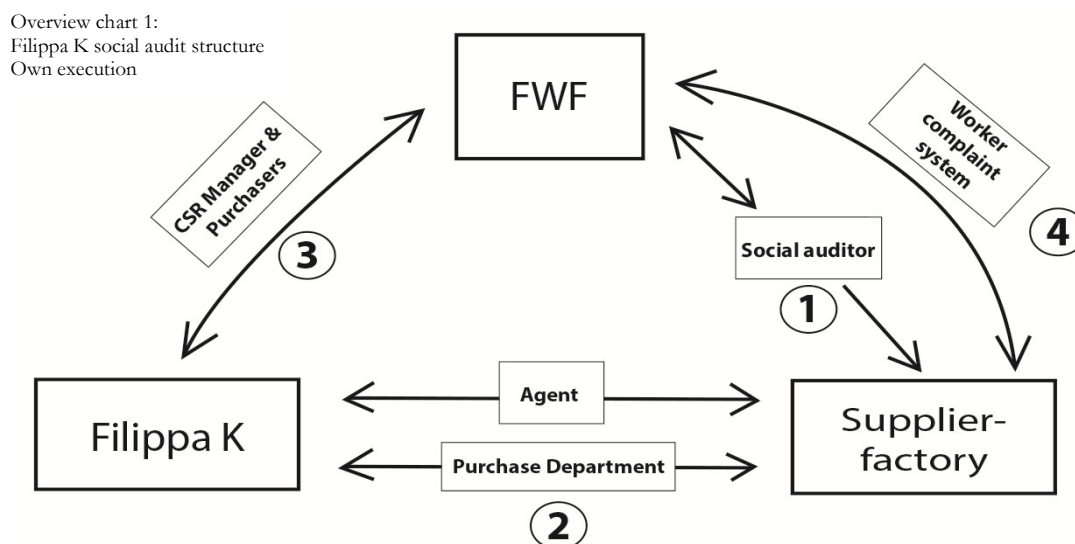 Overview chart 1:
Filippa K social audit structure
Own execution
FWF
CSR Manager &
Purchasers
3
Worker
complaint
system
4
Social auditor
1
Filippa K
Agent
Purchase Department
2
Supplier-
factory